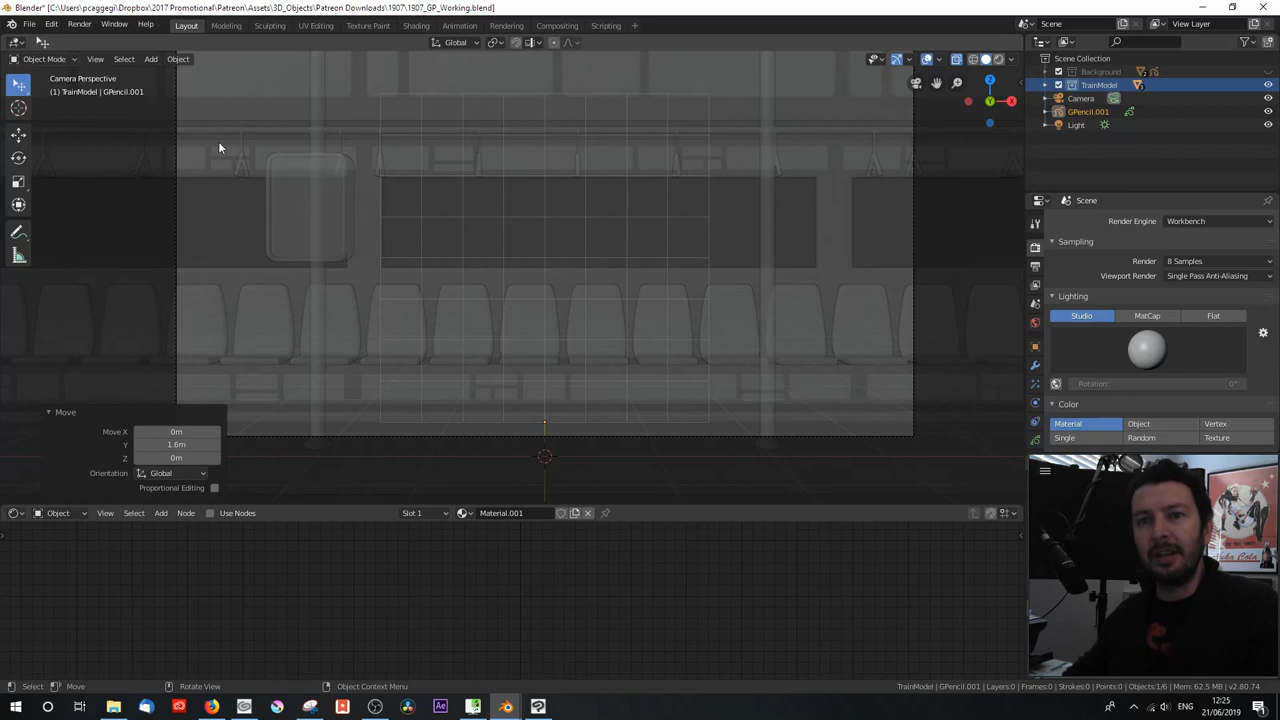 Blender* [C:\Users\pcaggegi\Dropbox\2017 Promotional\Patreon\Assets\3D_Objects\Patreon Downloads\1907\1907_GP_Working.blend]
File Edit Render Window Help Layout Modeling Sculpting UV Editing Texture Paint Shading Animation Rendering Compositing Scripting + Scene View Layer
Global
Object Mode View Select Add Object
Camera Perspective
(1) TrainModel | GPencil.001
Scene Collection
Background
TrainModel
Camera
GPencil.001
Light
Scene
Render Engine Workbench
Sampling
Render 8 Samples
Viewport Render Single Pass Anti-Aliasing
Lighting
Studio MatCap Flat
Rotation: 0°
Color
Material Object Vertex
Single Random Texture
Move
Move X 0m
Y 1.6m
Z 0m
Orientation Global
Proportional Editing
Object View Select Add Node Use Nodes Slot 1 Material.001
Select Move Rotate View Object Context Menu TrainModel | GPencil.001 | Layers:0 | Frames:0 | Strokes:0 | Points:0 | Objects:1/6 | Mem: 62.5 MB | v2.80.74
ENG 12:25
21/06/2019